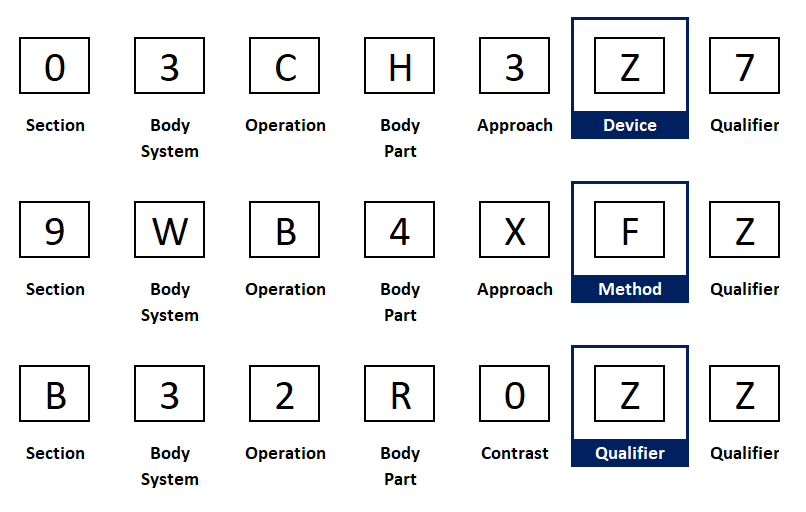 0 3 C H 3 Z 7
Section Body System Operation Body Part Approach Device Qualifier
9 W B 4 X F Z
Section Body System Operation Body Part Approach Method Qualifier
B 3 2 R 0 Z Z
Section Body System Operation Body Part Contrast Qualifier Qualifier